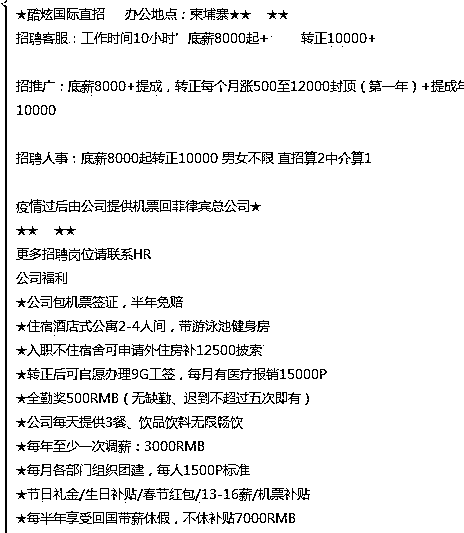 ★酷炫国际直招 办公地点：柬埔寨★★ ★★
招聘客服：工作时间10小时' 底薪8000起+ 转正10000+
招推广：底薪8000+提成，转正每个月涨500至12000封顶（第一年）+提成年
10000
招聘人事：底薪8000起转正10000 男女不限 直招算2中介算1
疫情过后由公司提供机票回菲律宾总公司★
★★ ★★
更多招聘岗位请联系HR
公司福利
★公司包机票签证，半年免赔
★住宿酒店式公寓2-4人间，带游泳池健身房
★入职不住宿舍可申请外住房补12500披索
★转正后可自愿办理9G工签，每月有医疗报销15000P
★全勤奖500RMB（无缺勤、迟到不超过五次即有）
★公司每天提供3餐、饮品饮料无限畅饮
★每年至少一次调薪：3000RMB
★每月各部门组织团建，每人1500P标准
★节日礼金/生日补贴/春节红包/13-16薪/机票补贴
★每半年享受回国带薪休假，不休补贴7000RMB